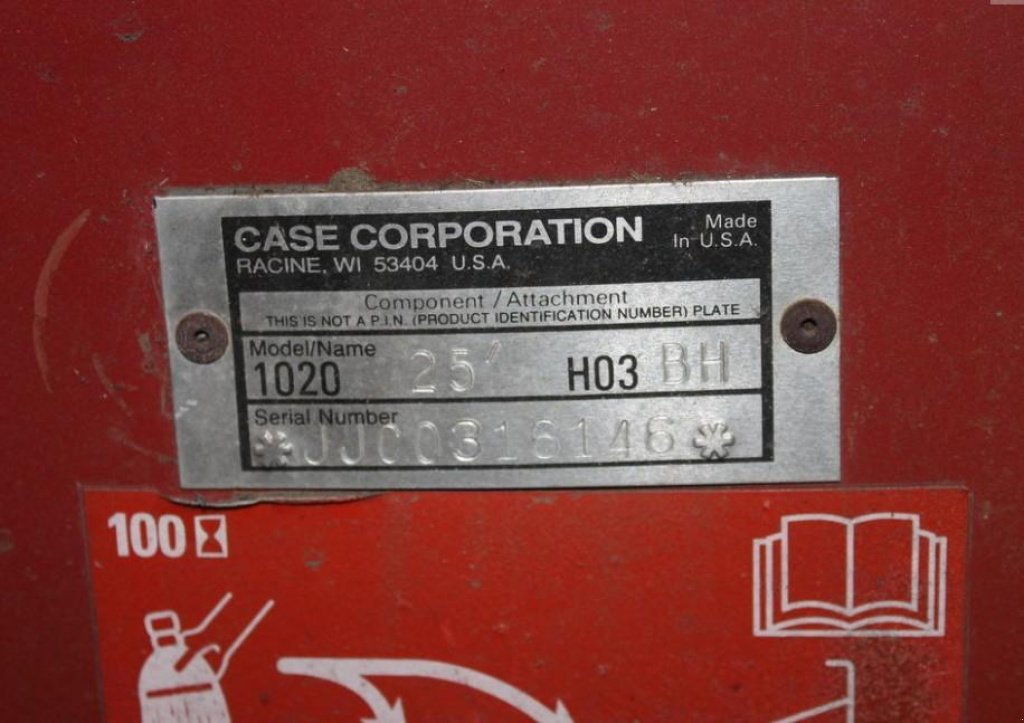 CASE CORPORATION
Made
In U.S.A.
RACINE, WI 53404 U.S.A.
Component / Attachment
THIS IS NOT A P.I.N. (PRODUCT IDENTIFICATION NUMBER) PLATE
Model/Name
1020 25' H03 BH
Serial Number
*JJC0316146*
100